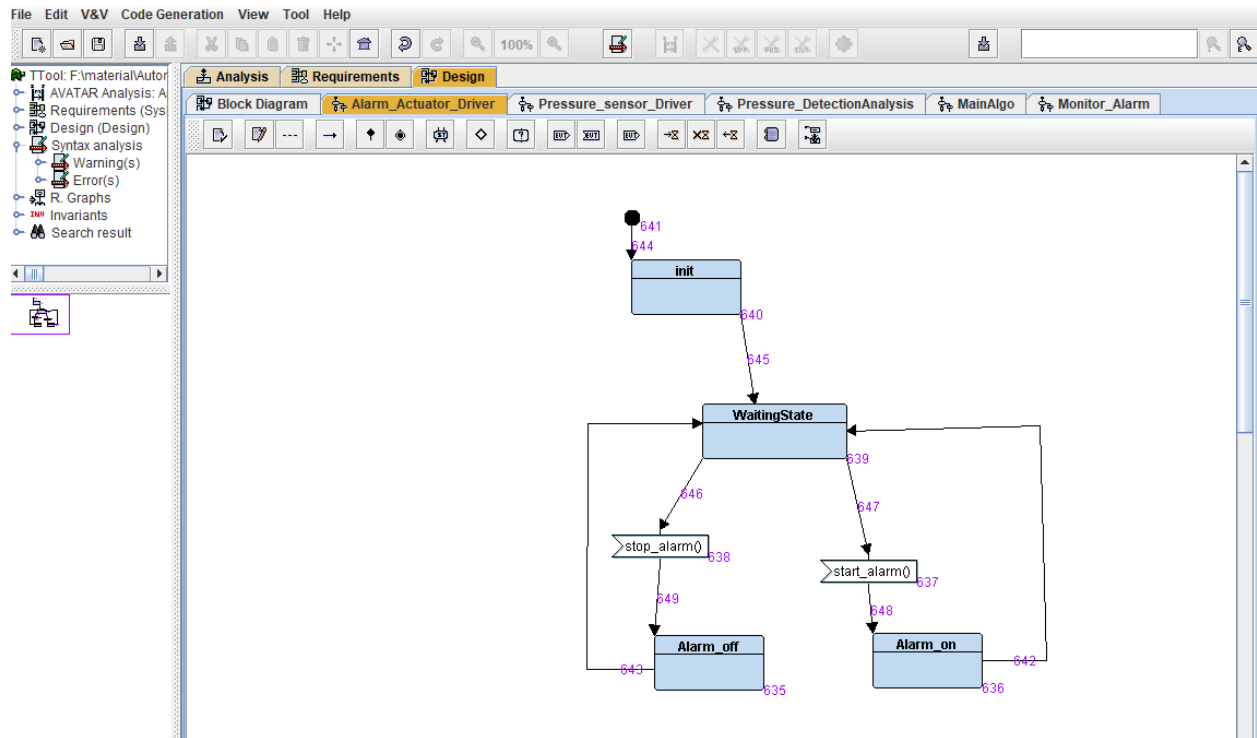 File Edit V&V Code Generation View Tool Help
100%
TTool: F:\material\Autor
AVATAR Analysis: A
Requirements (Sys
Design (Design)
Syntax analysis
Warning(s)
Error(s)
R. Graphs
INV Invariants
Search result
Analysis Requirements Design
Block Diagram Alarm_Actuator_Driver Pressure_sensor_Driver Pressure_DetectionAnalysis MainAlgo Monitor_Alarm
641
644
init
640
645
WaitingState
639
646
647
stop_alarm()
638
start_alarm()
637
649
648
Alarm_off
643
635
Alarm_on
642
636